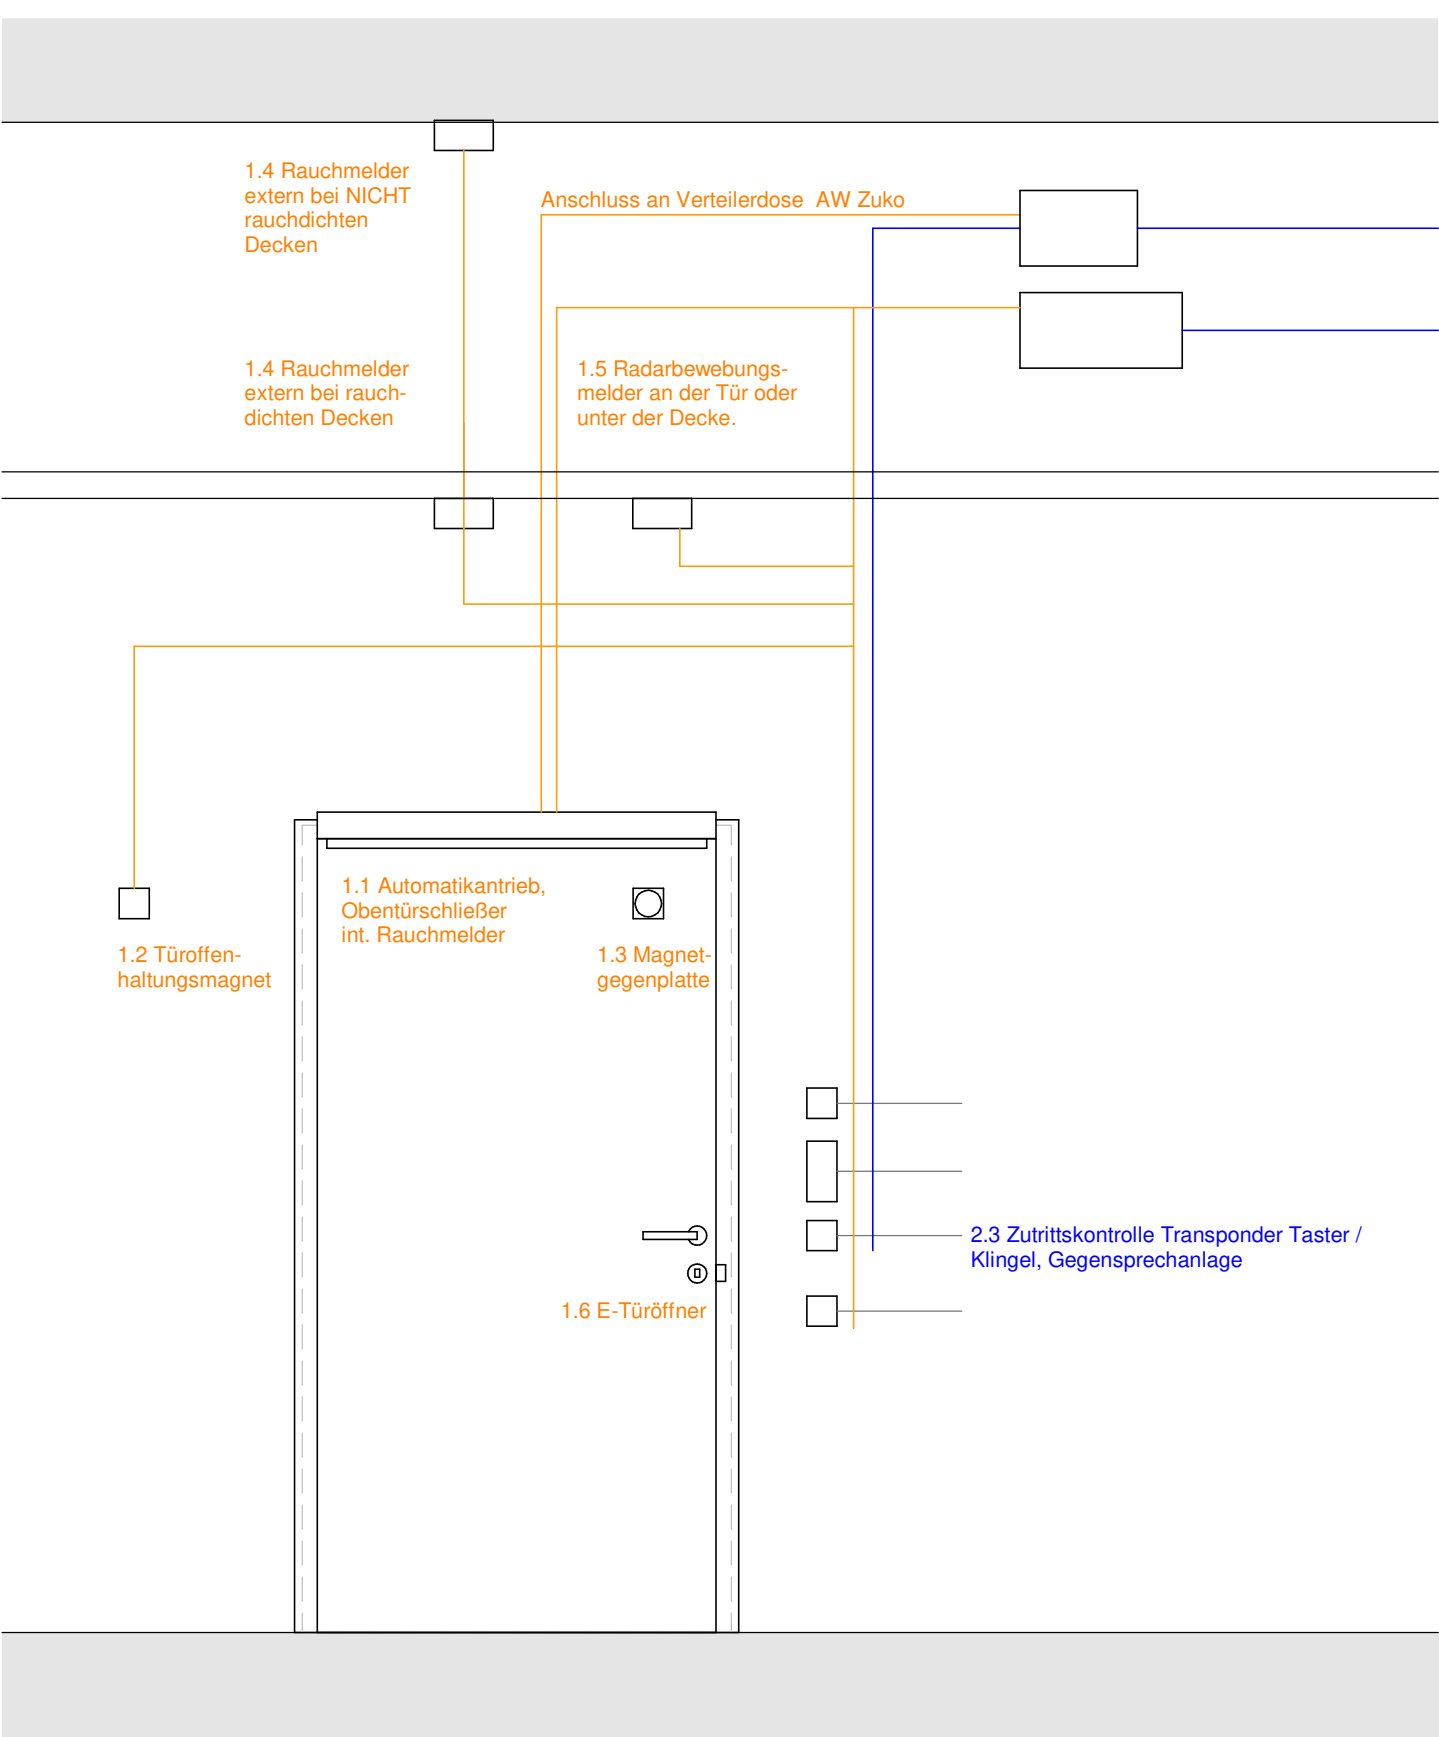 1.4 Rauchmelder
extern bei NICHT
rauchdichten
Decken
Anschluss an Verteilerdose  AW Zuko
1.4 Rauchmelder
extern bei rauch-
dichten Decken
1.5 Radarbewebungs-
melder an der Tür oder
unter der Decke.
1.1 Automatikantrieb,
Obentürschließer
int. Rauchmelder
1.2 Türoffen-
haltungsmagnet
1.3 Magnet-
gegenplatte
2.3 Zutrittskontrolle Transponder Taster /
Klingel, Gegensprechanlage
1.6 E-Türöffner